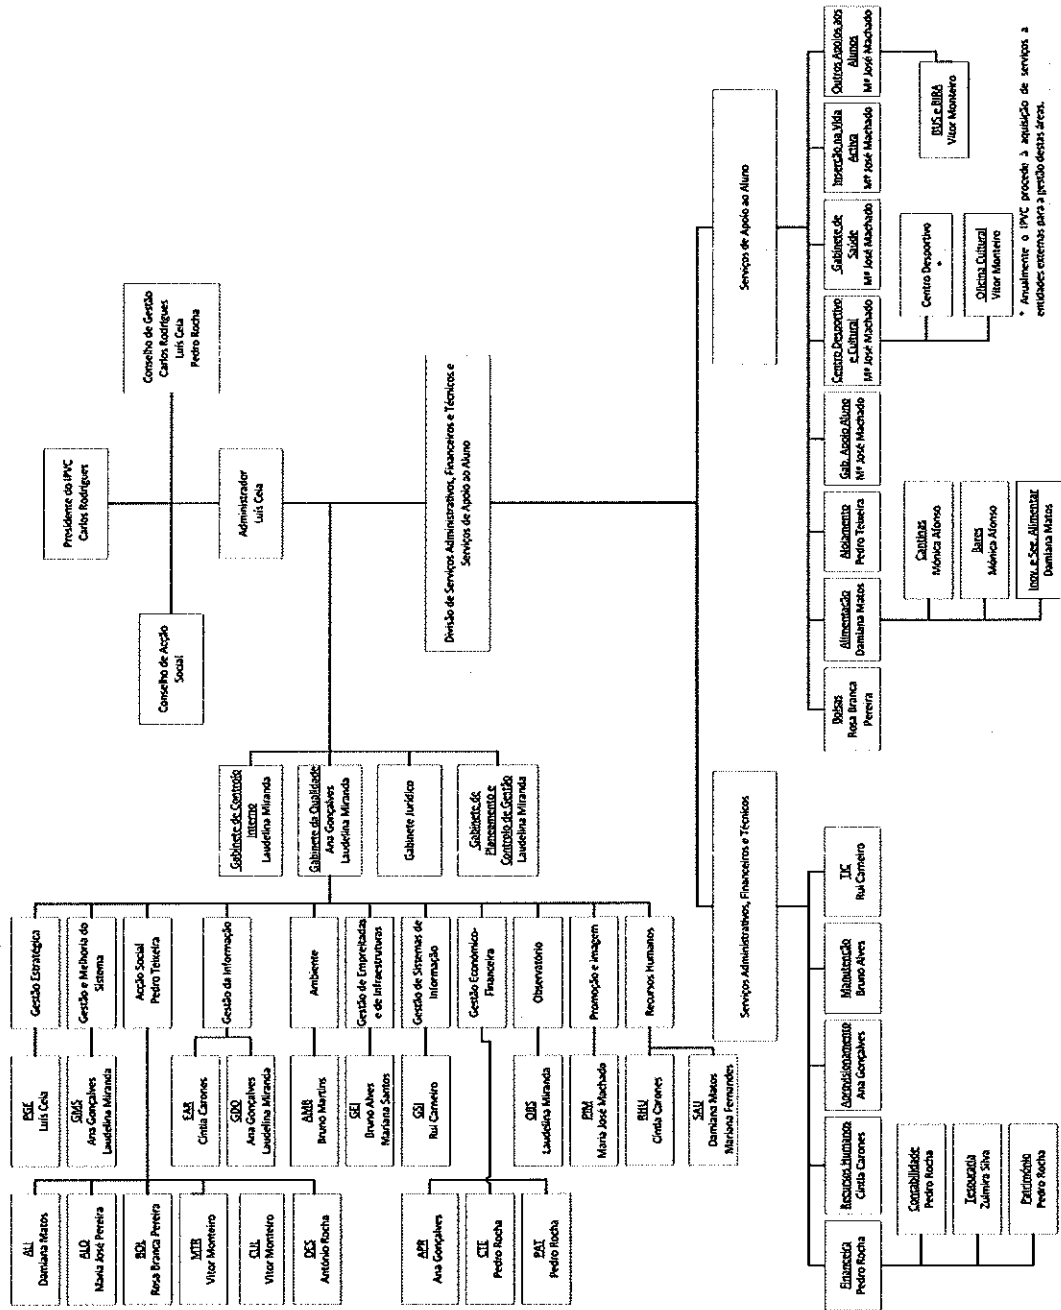 Presidente do IPVC
Carlos Rodrigues
Conselho de Gestão
Carlos Rodrigues
Luís Ceia
Pedro Rocha
Conselho de Acção
Social
Administrador
Luís Ceia
Divisão de Serviços Administrativos, Financeiros e Técnicos e
Serviços de Apoio ao Aluno
Gabinete de Controlo
Interno
Laudelina Miranda
Gabinete da Qualidade
Ana Gonçalves
Laudelina Miranda
Gabinete Jurídico
Gabinete de
Planeamento e
Controlo de Gestão
Laudelina Miranda
Gestão Estratégica
Gestão e Melhoria do
Sistema
Acção Social
Pedro Teixeira
Gestão da Informação
Ambiente
Gestão de Empreitadas
e de Infraestruturas
Gestão de Sistemas de
Informação
Gestão Económico-
Financeira
Observatório
Promoção e Imagem
Recursos Humanos
PGE
Luís Ceia
GMS
Ana Gonçalves
Laudelina Miranda
EAR
Cintia Carones
GDO
Ana Gonçalves
Laudelina Miranda
AMB
Bruno Martins
GEI
Bruno Alves
Mariana Santos
GSI
Rui Carneiro
OBS
Laudelina Miranda
PIM
Maria José Machado
RHU
Cintia Carones
SAU
Damiana Matos
Mariana Fernandes
ALI
Damiana Matos
ALO
Maria José Pereira
BOL
Rosa Branca Pereira
MTR
Vitor Monteiro
CUL
Vitor Monteiro
DES
António Rocha
APR
Ana Gonçalves
CTE
Pedro Rocha
PAT
Pedro Rocha
Serviços Administrativos, Financeiros e Técnicos
Financeira
Pedro Rocha
Recursos Humanos
Cintia Carones
Aprovisionamento
Ana Gonçalves
Manutenção
Bruno Alves
TIC
Rui Carneiro
Contabilidade
Pedro Rocha
Tesouraria
Zulmira Silva
Património
Pedro Rocha
Serviços de Apoio ao Aluno
Bolsas
Rosa Branca
Pereira
Alimentação
Damiana Matos
Alojamento
Pedro Teixeira
Gab. Apoio Aluno
Mª José Machado
Centro Desportivo
e Cultural
Mª José Machado
Gabinete de
Saúde
Mª José Machado
Inserção na Vida
Activa
Mª José Machado
Outros Apoios aos
Alunos
Mª José Machado
Cantinas
Mónica Afonso
Bares
Mónica Afonso
Inov. e Seg. Alimentar
Damiana Matos
Centro Desportivo
*
Oficina Cultural
Vitor Monteiro
BUS e BIRA
Vitor Monteiro
* Anualmente o IPVC procede à aquisição de serviços a
entidades externas para a gestão destas áreas.